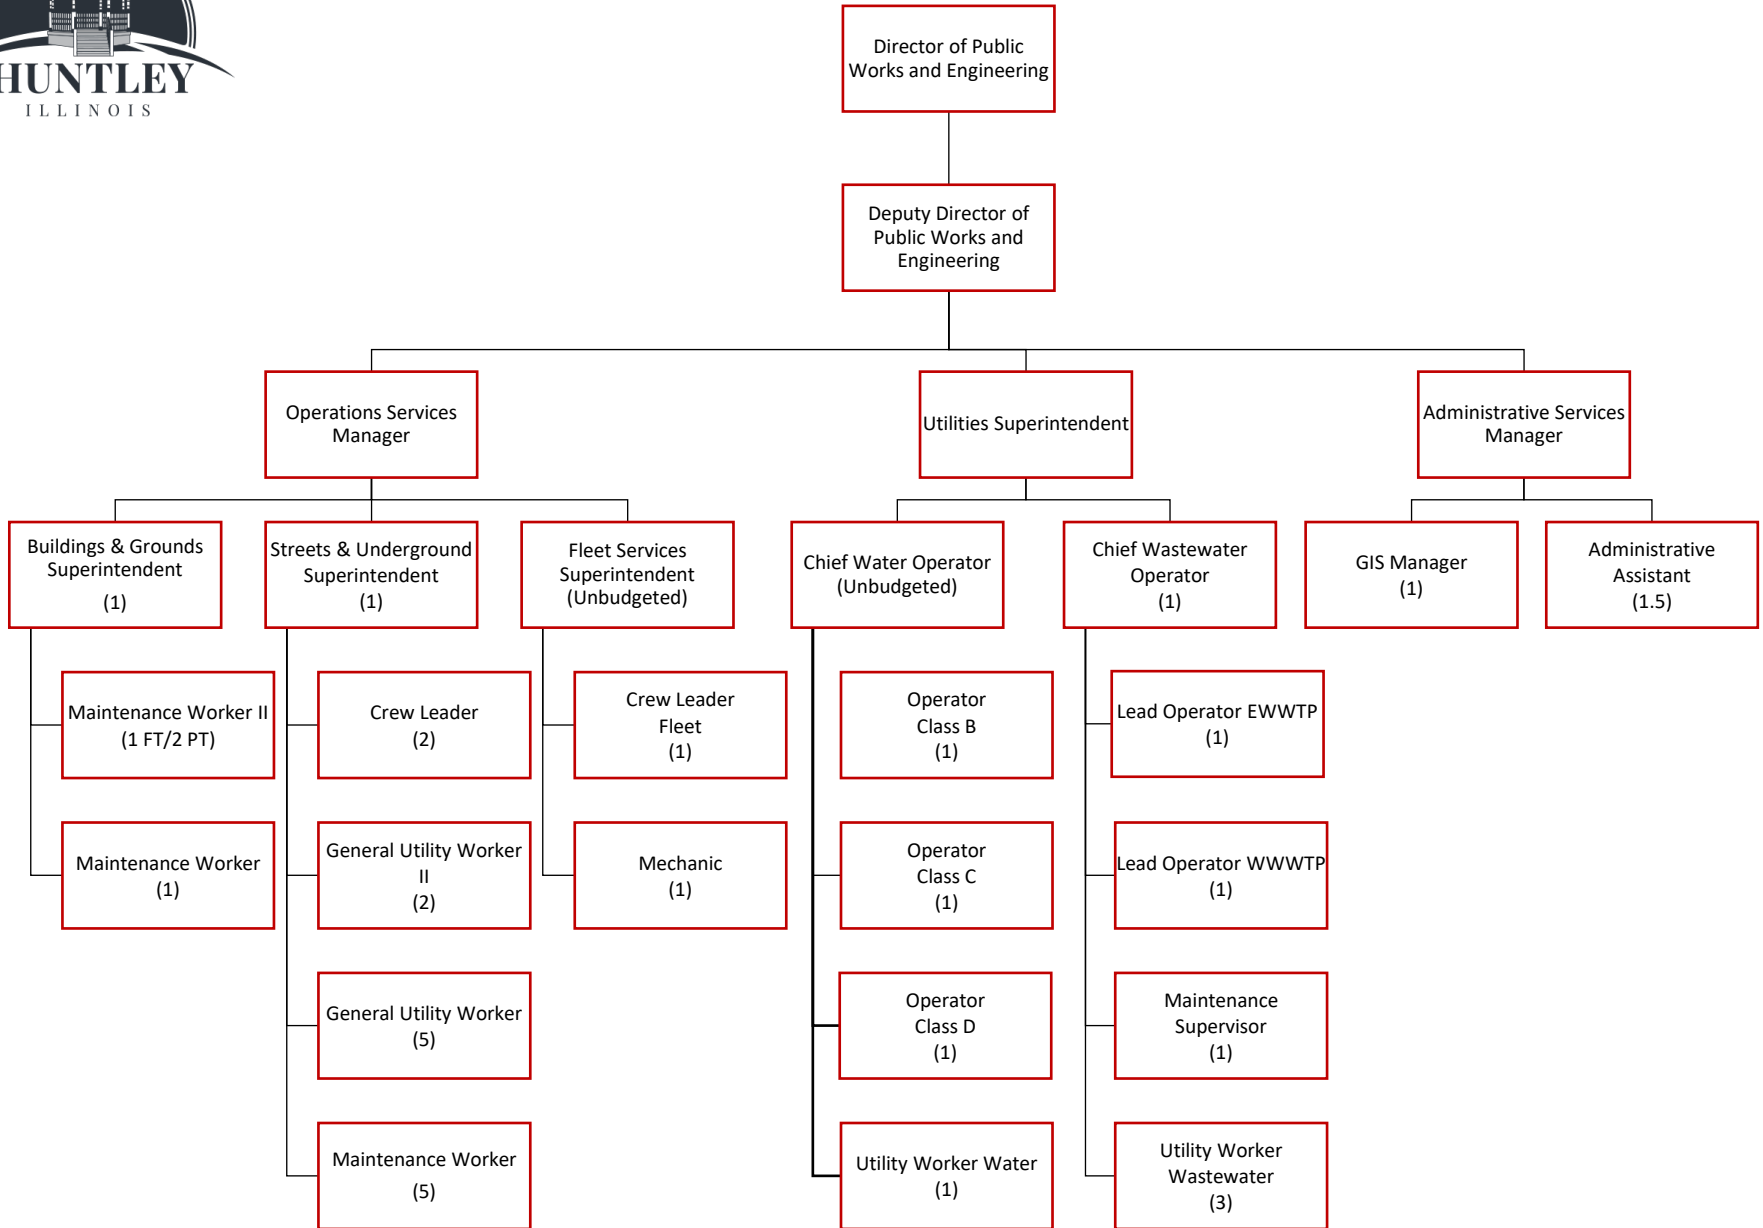 HUNTLEY
ILLINOIS
Director of Public
Works and Engineering
Deputy Director of
Public Works and
Engineering
Operations Services
Manager
Utilities Superintendent
Administrative Services
Manager
Buildings & Grounds
Superintendent
(1)
Streets & Underground
Superintendent
(1)
Fleet Services
Superintendent
(Unbudgeted)
Chief Water Operator
(Unbudgeted)
Chief Wastewater
Operator
(1)
GIS Manager
(1)
Administrative
Assistant
(1.5)
Maintenance Worker II
(1 FT/2 PT)
Crew Leader
(2)
Crew Leader
Fleet
(1)
Operator
Class B
(1)
Lead Operator EWWTP
(1)
Maintenance Worker
(1)
General Utility Worker
II
(2)
Mechanic
(1)
Operator
Class C
(1)
Lead Operator WWWTP
(1)
General Utility Worker
(5)
Operator
Class D
(1)
Maintenance
Supervisor
(1)
Maintenance Worker
(5)
Utility Worker Water
(1)
Utility Worker
Wastewater
(3)